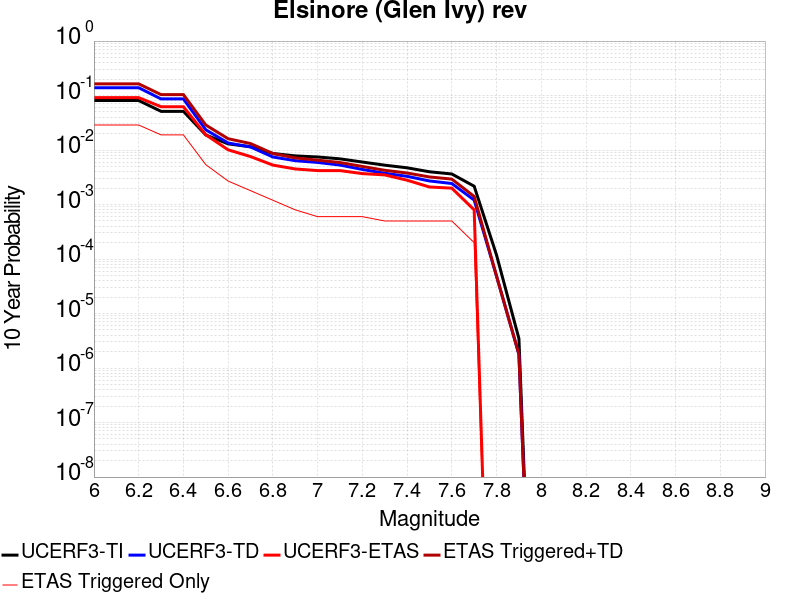 Elsinore (Glen Ivy) rev
10 Year Probability
10^0
10^-1
10^-2
10^-3
10^-4
10^-5
10^-6
10^-7
10^-8
6 6.2 6.4 6.6 6.8 7 7.2 7.4 7.6 7.8 8 8.2 8.4 8.6 8.8 9
Magnitude
UCERF3-TI UCERF3-TD UCERF3-ETAS ETAS Triggered+TD
ETAS Triggered Only